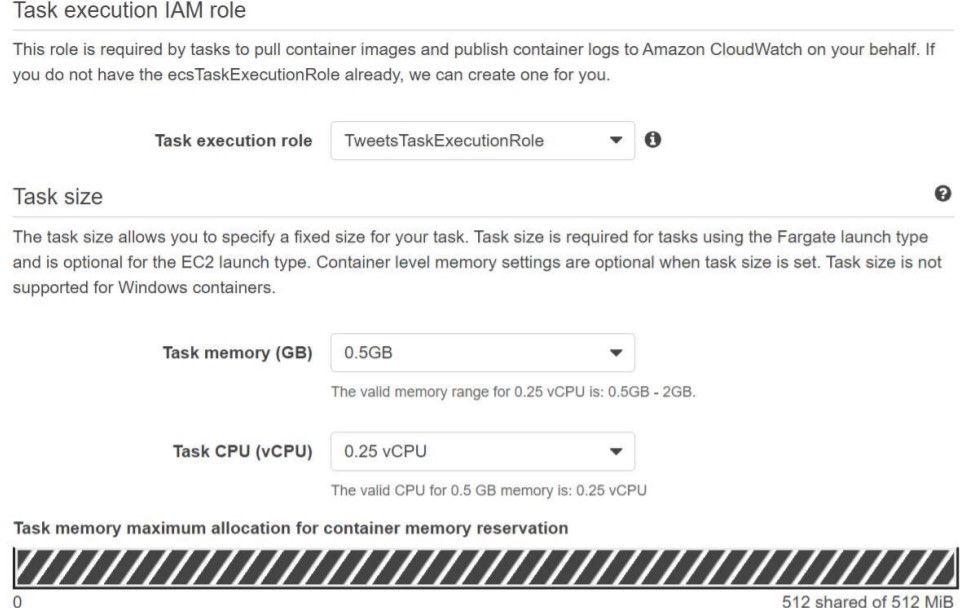 Task execution IAM role
This role is required by tasks to pull container images and publish container logs to Amazon CloudWatch on your behalf. If
you do not have the ecsTaskExecutionRole already, we can create one for you.
Task execution role TweetsTaskExecutionRole
Task size
The task size allows you to specify a fixed size for your task. Task size is required for tasks using the Fargate launch type
and is optional for the EC2 launch type. Container level memory settings are optional when task size is set. Task size is not
supported for Windows containers.
Task memory (GB) 0.5GB
The valid memory range for 0.25 vCPU is: 0.5GB - 2GB.
Task CPU (vCPU) 0.25 vCPU
The valid CPU for 0.5 GB memory is: 0.25 vCPU
Task memory maximum allocation for container memory reservation
0 512 shared of 512 MiB